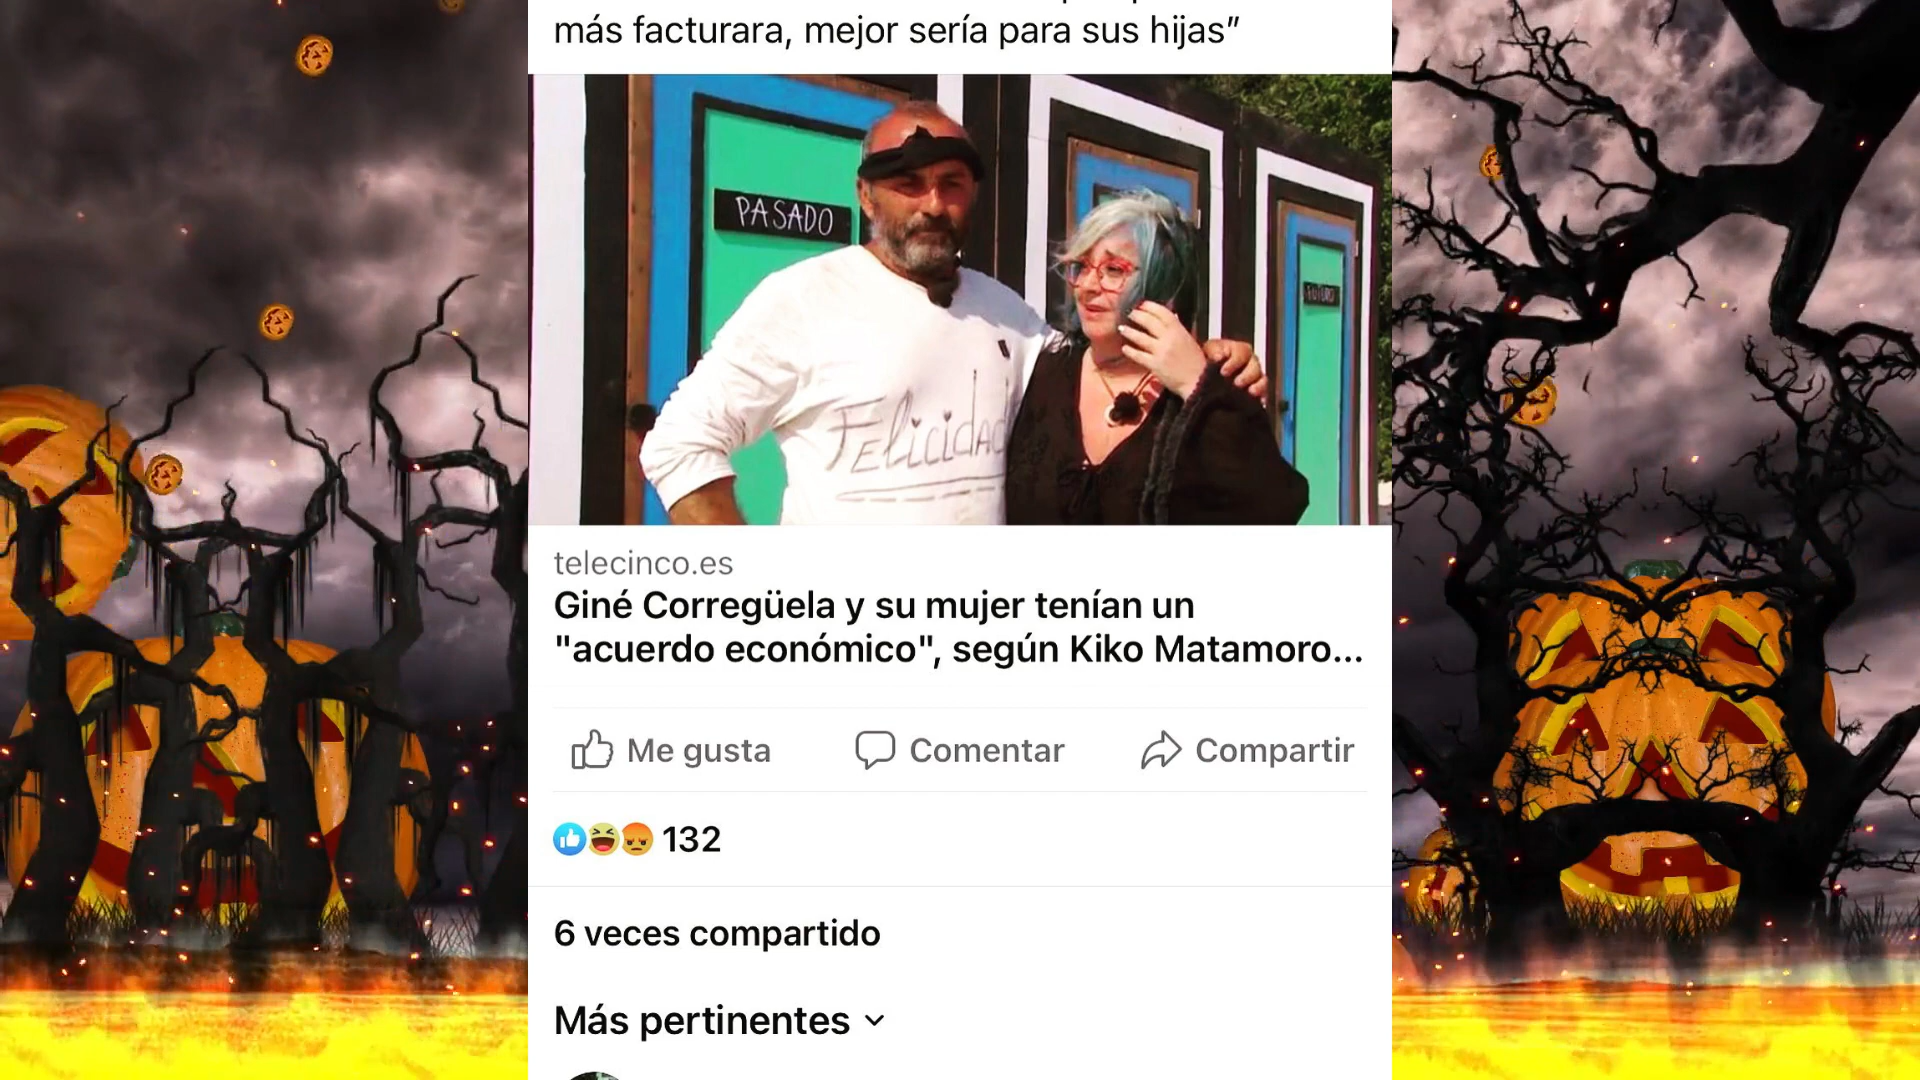 más facturara, mejor sería para sus hijas”
PASADO
FUTURO
Felicidad
telecinco.es
Giné Corregüela y su mujer tenían un
"acuerdo económico", según Kiko Matamoro...
Me gusta
Comentar
Compartir
132
6 veces compartido
Más pertinentes